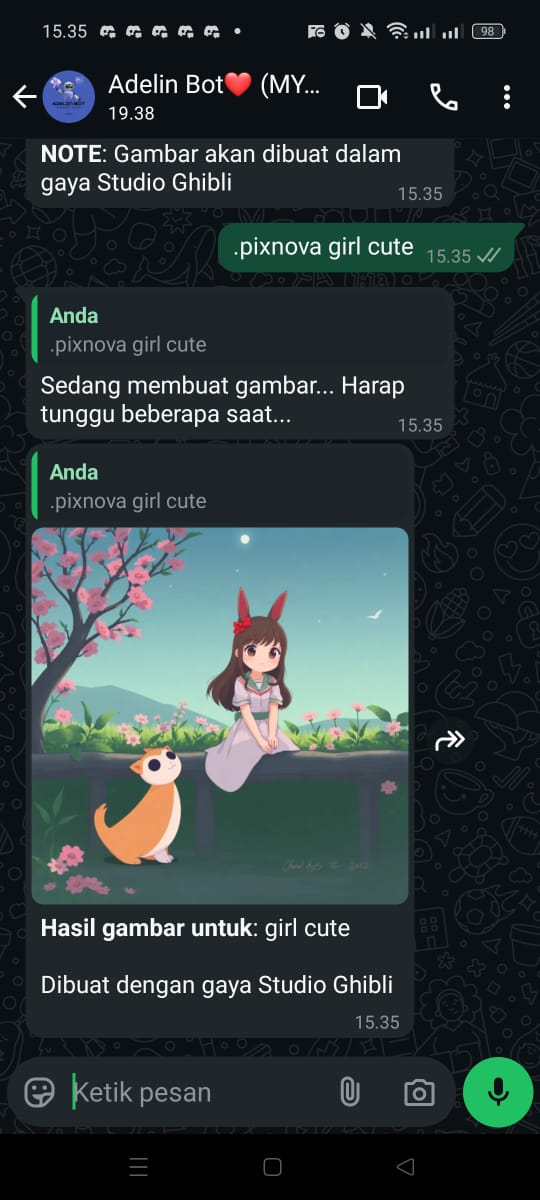 15.35
98
Adelin Bot❤️ (MY...
19.38
NOTE: Gambar akan dibuat dalam
gaya Studio Ghibli
15.35
.pixnova girl cute
15.35
Anda
.pixnova girl cute
Sedang membuat gambar... Harap
tunggu beberapa saat...
15.35
Anda
.pixnova girl cute
Hasil gambar untuk: girl cute
Dibuat dengan gaya Studio Ghibli
15.35
Ketik pesan